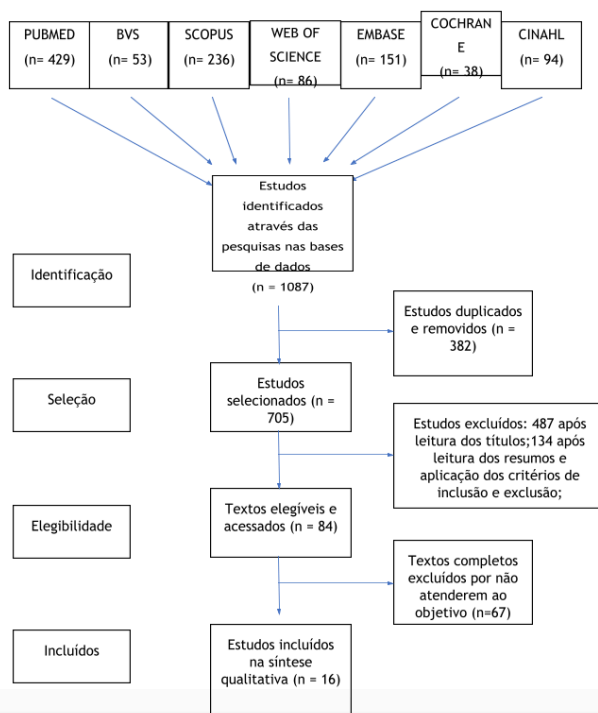 PUBMED
(n= 429)
BVS
(n= 53)
SCOPUS
(n= 236)
WEB OF
SCIENCE
(n= 86)
EMBASE
(n= 151)
COCHRAN
E
(n= 38)
CINAHL
(n= 94)
Estudos
identificados
através das
pesquisas nas bases
de dados
(n = 1087)
Identificação
Estudos duplicados
e removidos (n =
382)
Seleção
Estudos
selecionados (n =
705)
Estudos excluídos: 487 após
leitura dos títulos;134 após
leitura dos resumos e
aplicação dos critérios de
inclusão e exclusão;
Elegibilidade
Textos elegíveis e
acessados (n = 84)
Textos completos
excluídos por não
atenderem ao
objetivo (n=67)
Incluídos
Estudos incluídos
na síntese
qualitativa (n = 16)